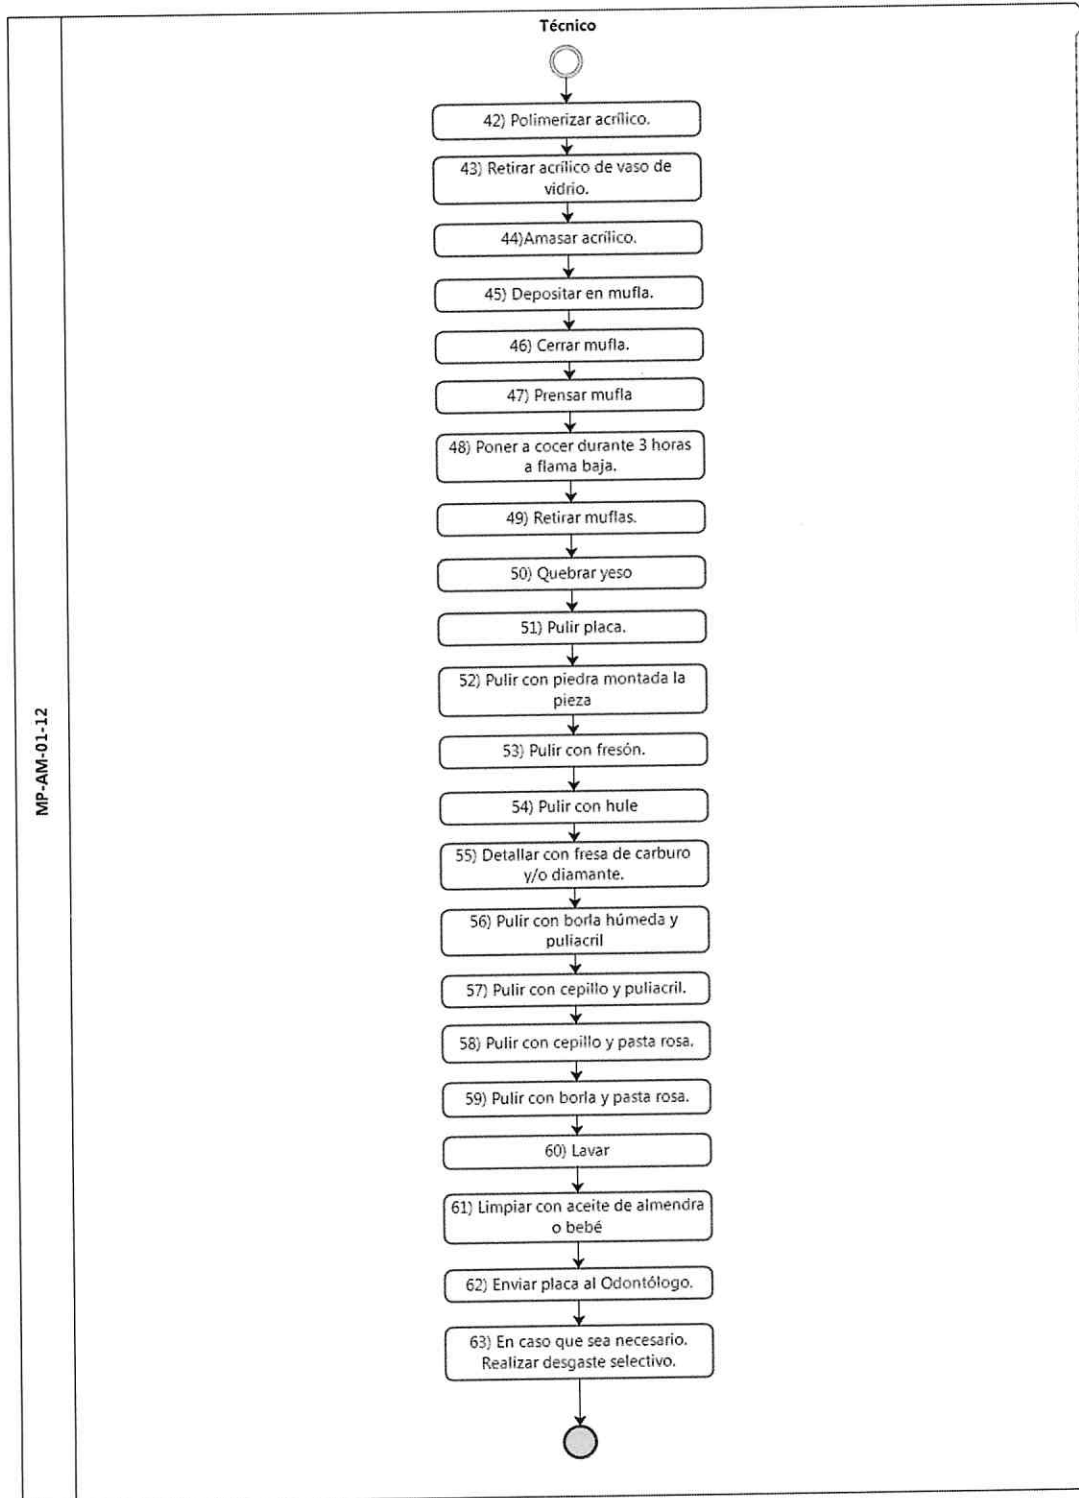 Técnico
42) Polimerizar acrílico.
43) Retirar acrílico de vaso de
vidrio.
44)Amasar acrílico.
45) Depositar en mufla.
46) Cerrar mufla.
47) Prensar mufla
48) Poner a cocer durante 3 horas
a flama baja.
49) Retirar muflas.
50) Quebrar yeso
51) Pulir placa.
52) Pulir con piedra montada la
pieza
53) Pulir con fresón.
54) Pulir con hule
55) Detallar con fresa de carburo
y/o diamante.
56) Pulir con borla húmeda y
puliacril
57) Pulir con cepillo y puliacril.
58) Pulir con cepillo y pasta rosa.
59) Pulir con borla y pasta rosa.
60) Lavar
61) Limpiar con aceite de almendra
o bebé
62) Enviar placa al Odontólogo.
63) En caso que sea necesario.
Realizar desgaste selectivo.
MP-AM-01-12